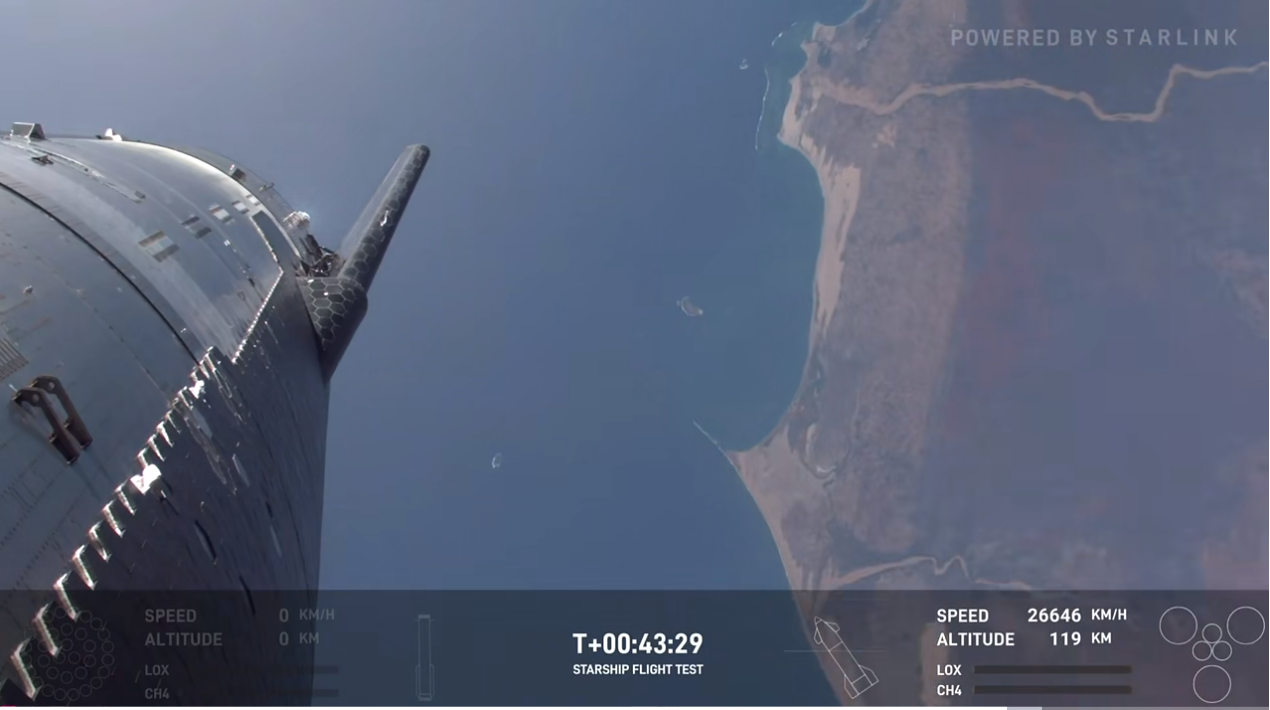 POWERED BY STARLINK
SPEED 0 KM/H
ALTITUDE 0 KM
LOX
CH4
T+00:43:29
STARSHIP FLIGHT TEST
SPEED 26646 KM/H
ALTITUDE 119 KM
LOX
CH4